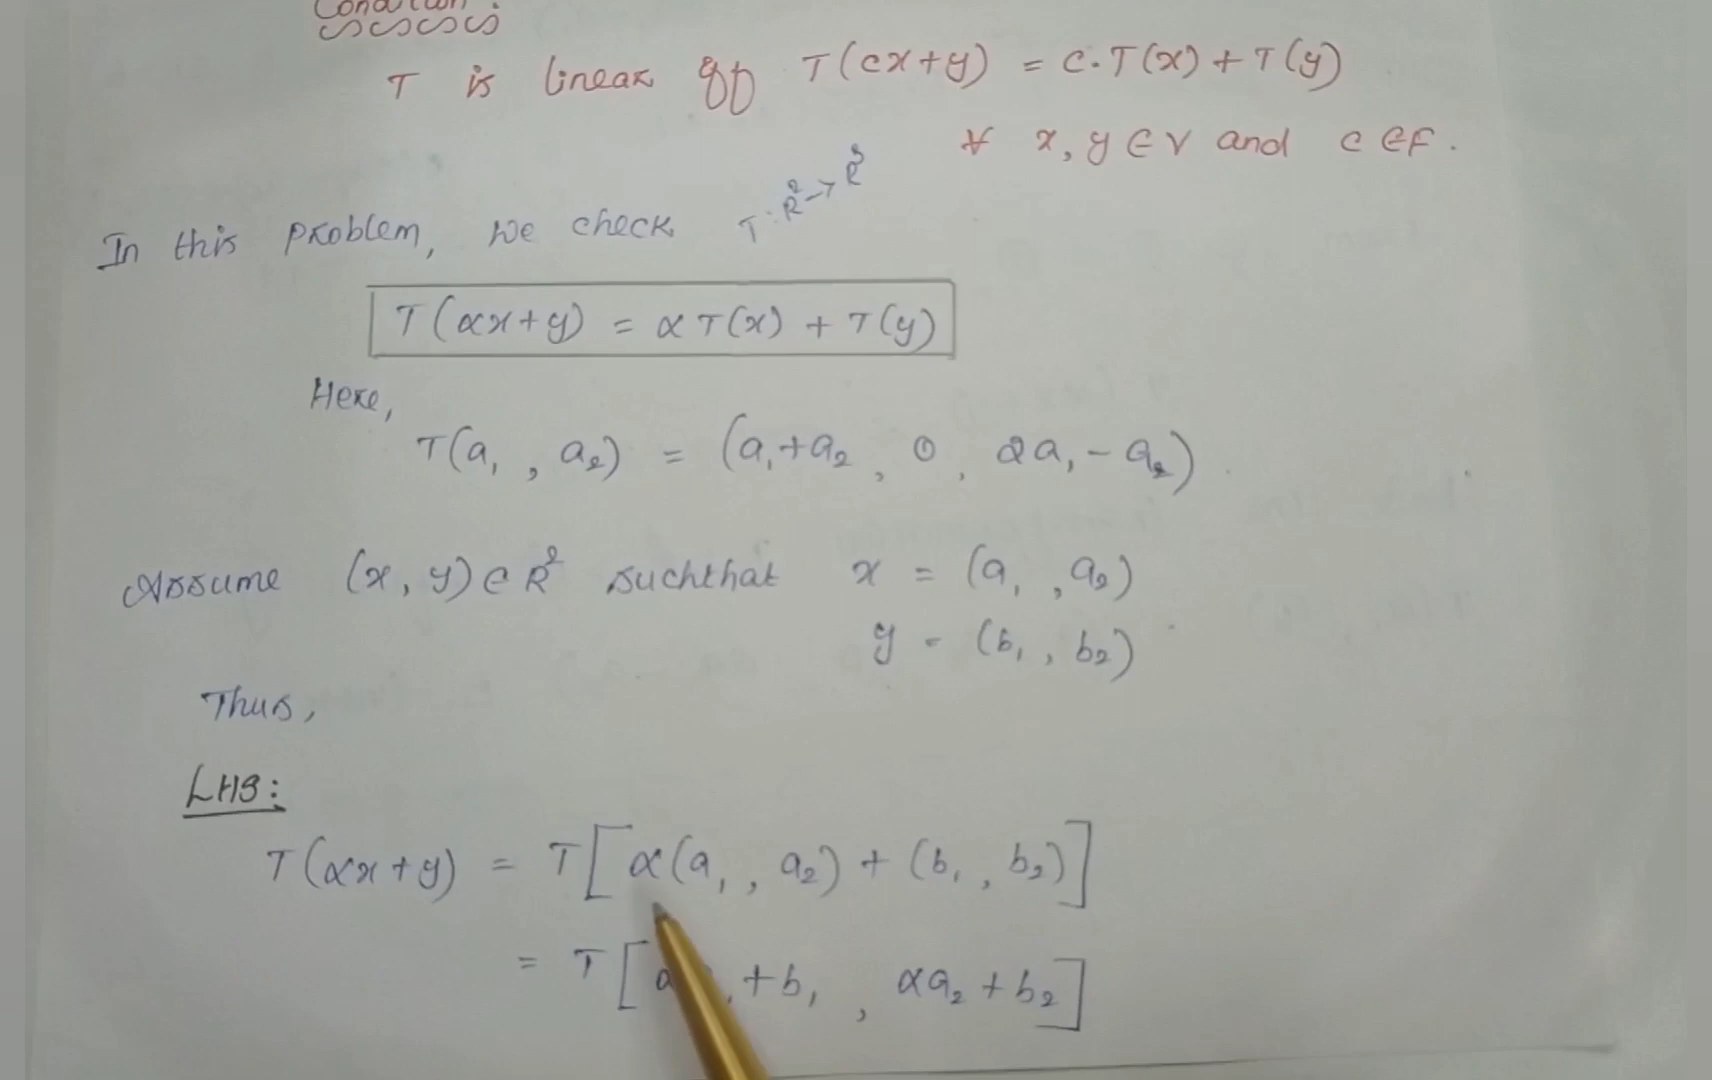 Condition :
T is linear iff T(cx+y) = c.T(x) + T(y)
∀ x, y ∈ V and c ∈ F.
In this problem, we check T: R² → R³
T(αx+y) = αT(x) + T(y)
Here,
T(a₁, a₂) = (a₁+a₂, 0, 2a₁-a₂)
Assume (x, y) ∈ R² suchthat x = (a₁, a₂)
y = (b₁, b₂)
Thus,
LHS:
T(αx+y) = T[α(a₁, a₂) + (b₁, b₂)]
= T[ +b₁, αa₂+b₂]